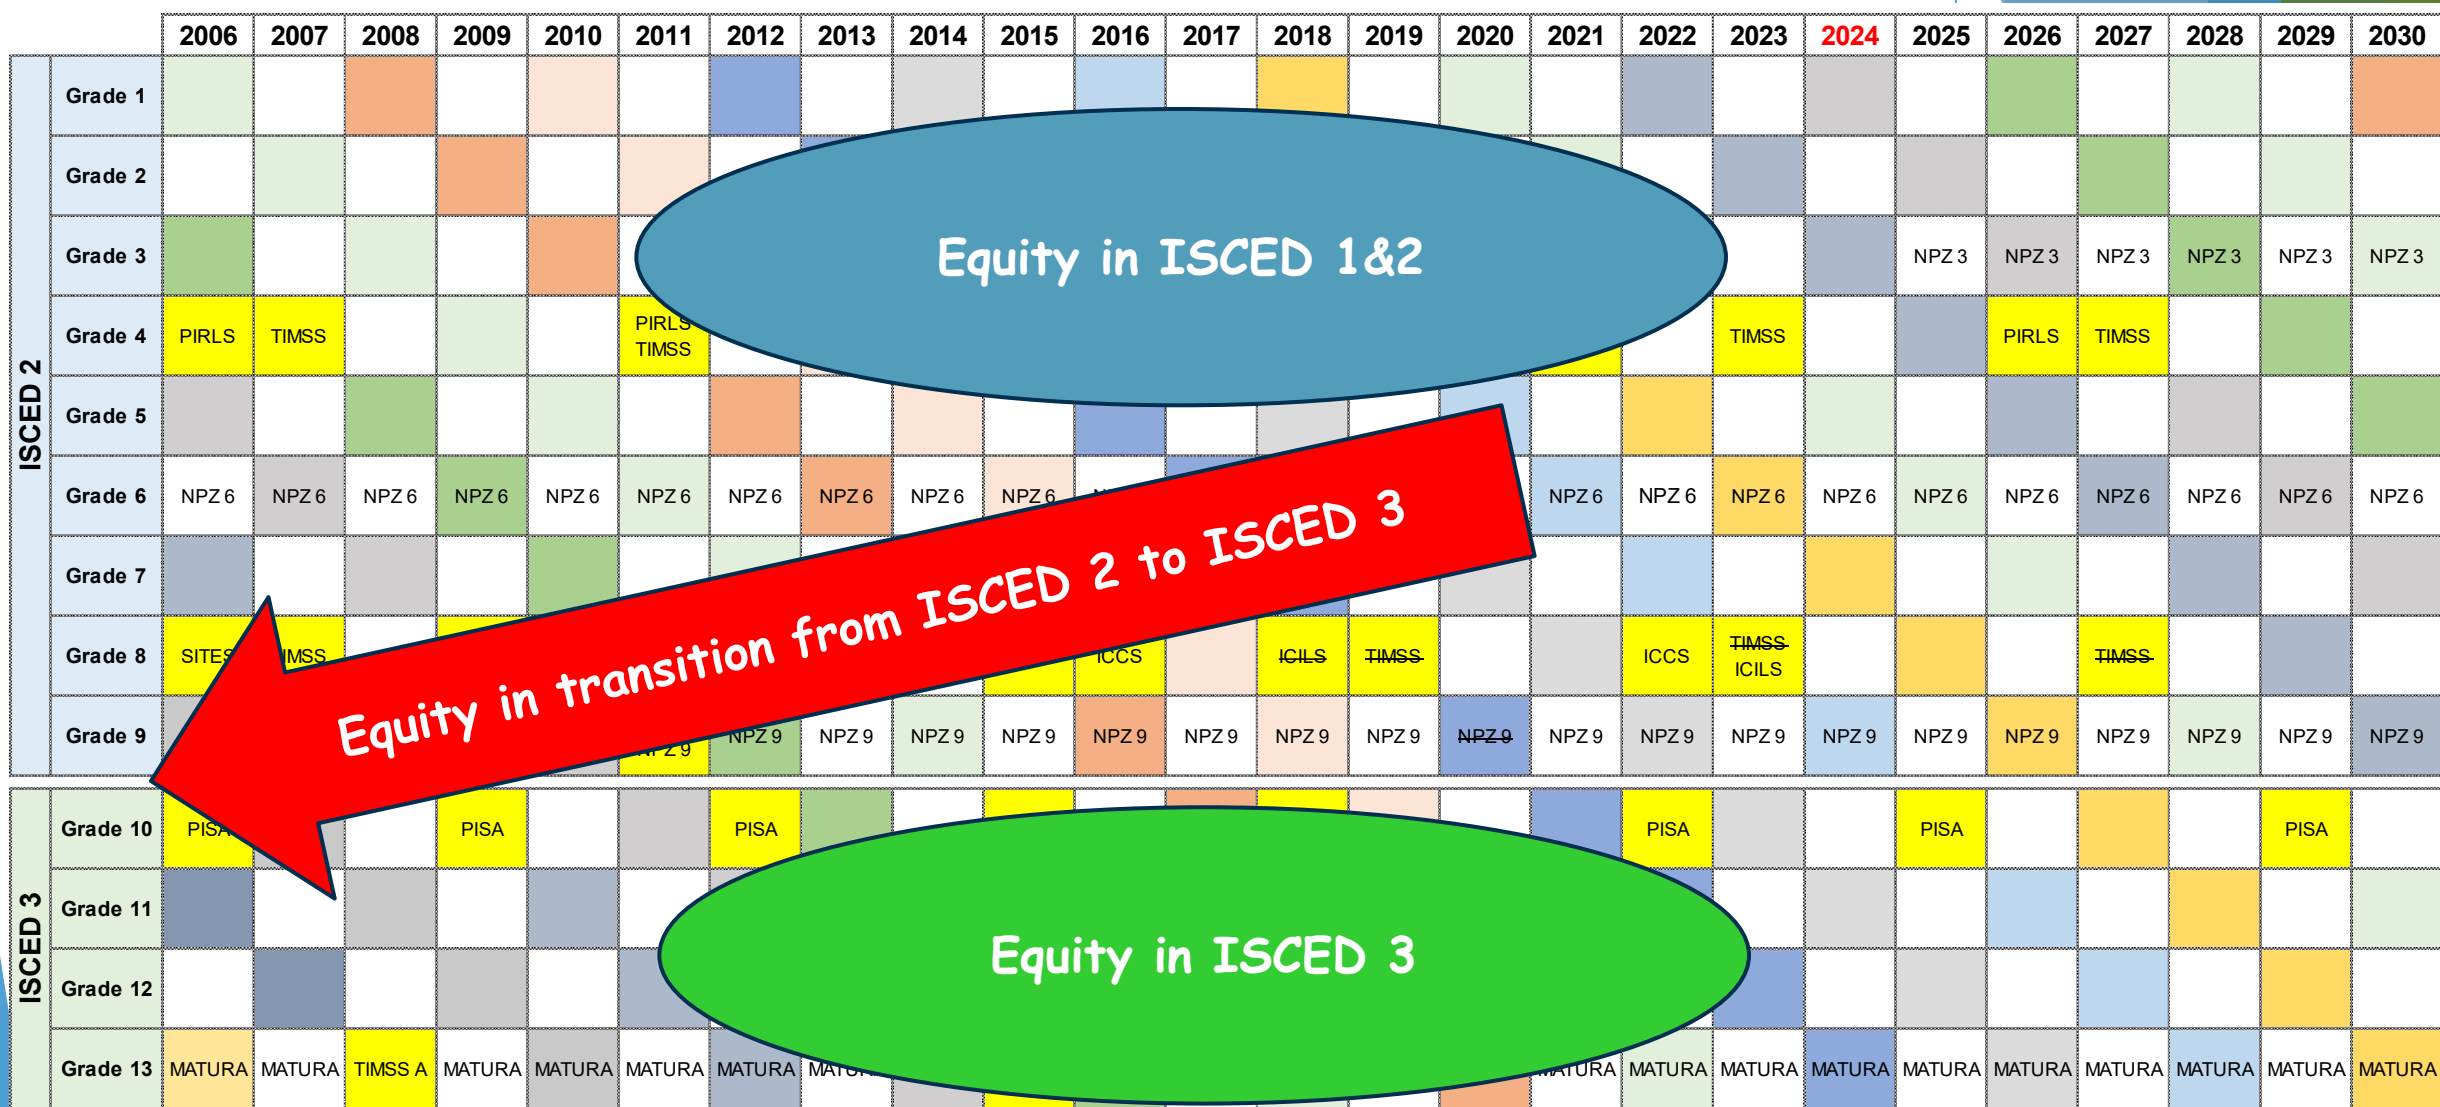 2006 2007 2008 2009 2010 2011 2012 2013 2014 2015 2016 2017 2018 2019 2020 2021 2022 2023 2024 2025 2026 2027 2028 2029 2030
ISCED 2
Grade 1
Grade 2
Grade 3 NPZ 3 NPZ 3 NPZ 3 NPZ 3 NPZ 3 NPZ 3
Equity in ISCED 1&2
Grade 4 PIRLS TIMSS PIRLS TIMSS TIMSS PIRLS TIMSS
Grade 5
Grade 6 NPZ 6 NPZ 6 NPZ 6 NPZ 6 NPZ 6 NPZ 6 NPZ 6 NPZ 6 NPZ 6 NPZ 6 NPZ 6 NPZ 6 NPZ 6 NPZ 6 NPZ 6 NPZ 6 NPZ 6 NPZ 6 NPZ 6 NPZ 6
Equity in transition from ISCED 2 to ISCED 3
Grade 7
Grade 8 SITES TIMSS ICCS ICILS TIMSS ICCS TIMSS ICILS TIMSS
Grade 9 NPZ 9 NPZ 9 NPZ 9 NPZ 9 NPZ 9 NPZ 9 NPZ 9 NPZ 9 NPZ 9 NPZ 9 NPZ 9 NPZ 9 NPZ 9 NPZ 9 NPZ 9 NPZ 9 NPZ 9 NPZ 9 NPZ 9 NPZ 9
ISCED 3
Grade 10 PISA PISA PISA PISA PISA PISA
Grade 11
Equity in ISCED 3
Grade 12
Grade 13 MATURA MATURA TIMSS A MATURA MATURA MATURA MATURA MATURA MATURA MATURA MATURA MATURA MATURA MATURA MATURA MATURA MATURA MATURA